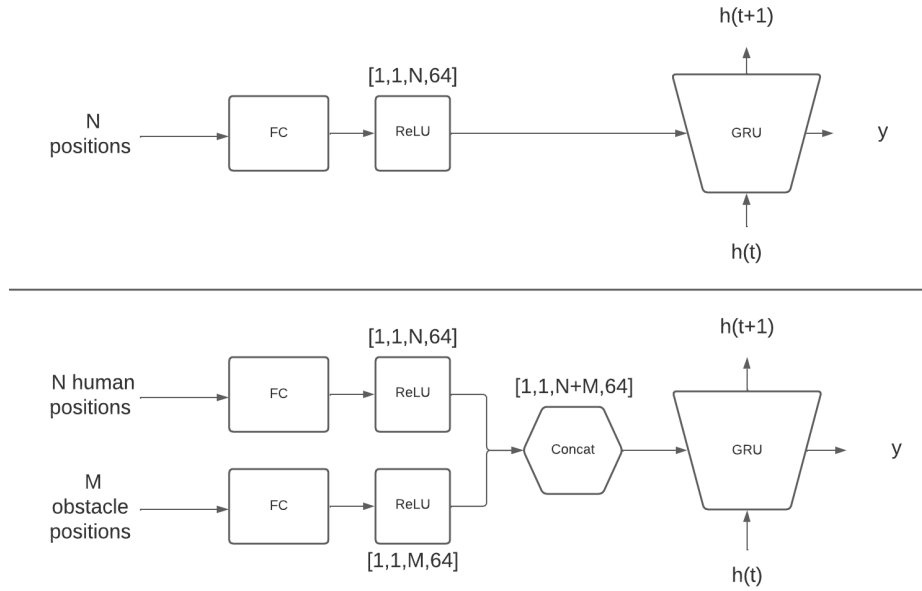 h(t+1)
[1,1,N,64]
N
positions
FC
ReLU
GRU
y
h(t)
h(t+1)
[1,1,N,64]
N human
positions
FC
ReLU
[1,1,N+M,64]
Concat
GRU
y
M
obstacle
positions
FC
ReLU
[1,1,M,64]
h(t)